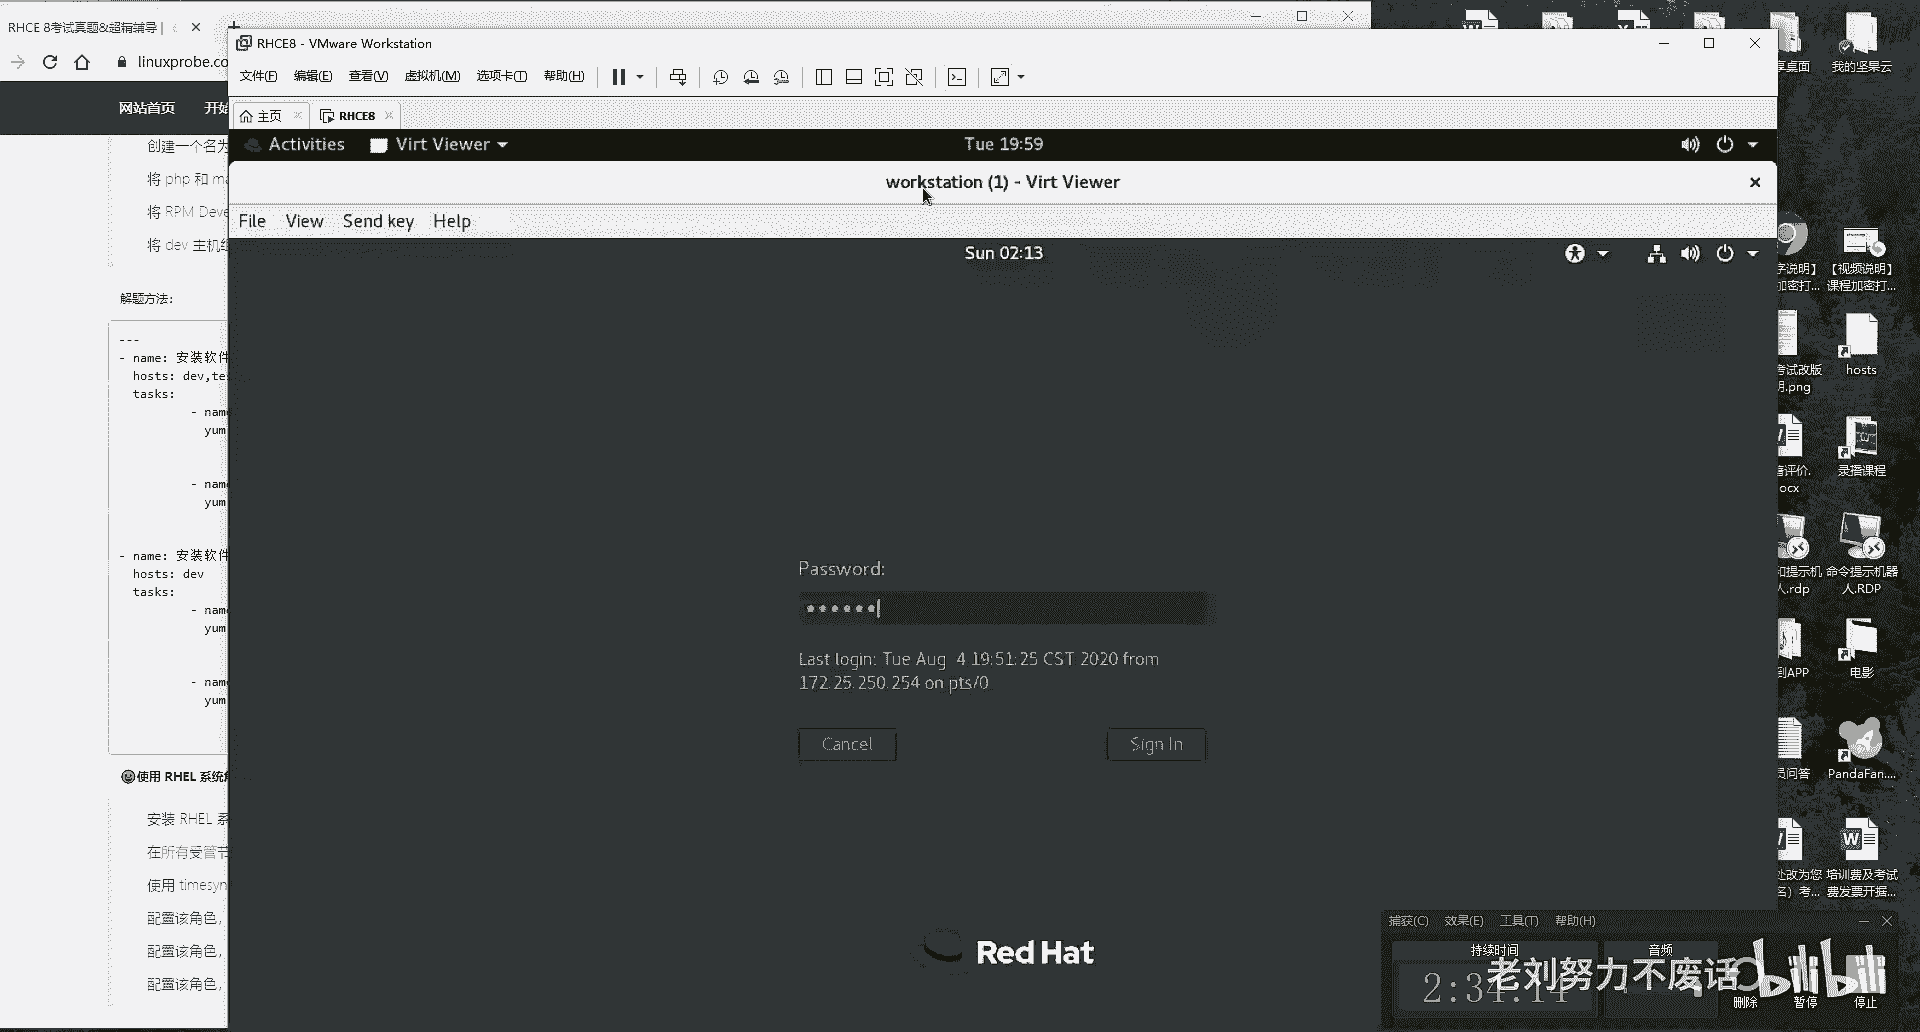 RHCE 8考试真题&超精辅导 |
linuxprobe.co
网站首页 开始
创建一个名为
将 php 和 ma
将 RPM Deve
将 dev 主机组
解题方法:
---
- name: 安装软件
hosts: dev,te
tasks:
- name
yum
- name
yum
- name: 安装软件
hosts: dev
tasks:
- name
yum
- name
yum
使用 RHEL 系统角
安装 RHEL 系
在所有受管节
使用 timesyn
配置该角色,
配置该角色,
配置该角色,
RHCE8 - VMware Workstation
文件(F) 编辑(E) 查看(V) 虚拟机(M) 选项卡(T) 帮助(H)
主页 RHCE8
Activities Virt Viewer Tue 19:59
workstation (1) - Virt Viewer
File View Send key Help
Sun 02:13
Password:
Last login: Tue Aug 4 19:51:25 CST 2020 from
172.25.250.254 on pts/0
Cancel Sign In
Red Hat
享桌面 我的坚果云
字说明】 【视频说明】
加密打... 课程加密打...
考试改版
明.png hosts
评价. 录播课程
ocx
和提示机 命令提示机器
人.rdp 人.RDP
到APP 电影
员问答 PandaFan....
处改为您 培训费及考试
名）考... 费发票开据...
捕获(C) 效果(E) 工具(T) 帮助(H)
持续时间 音频
2:34:14
老刘努力不废话 bilibili
删除 暂停 停止